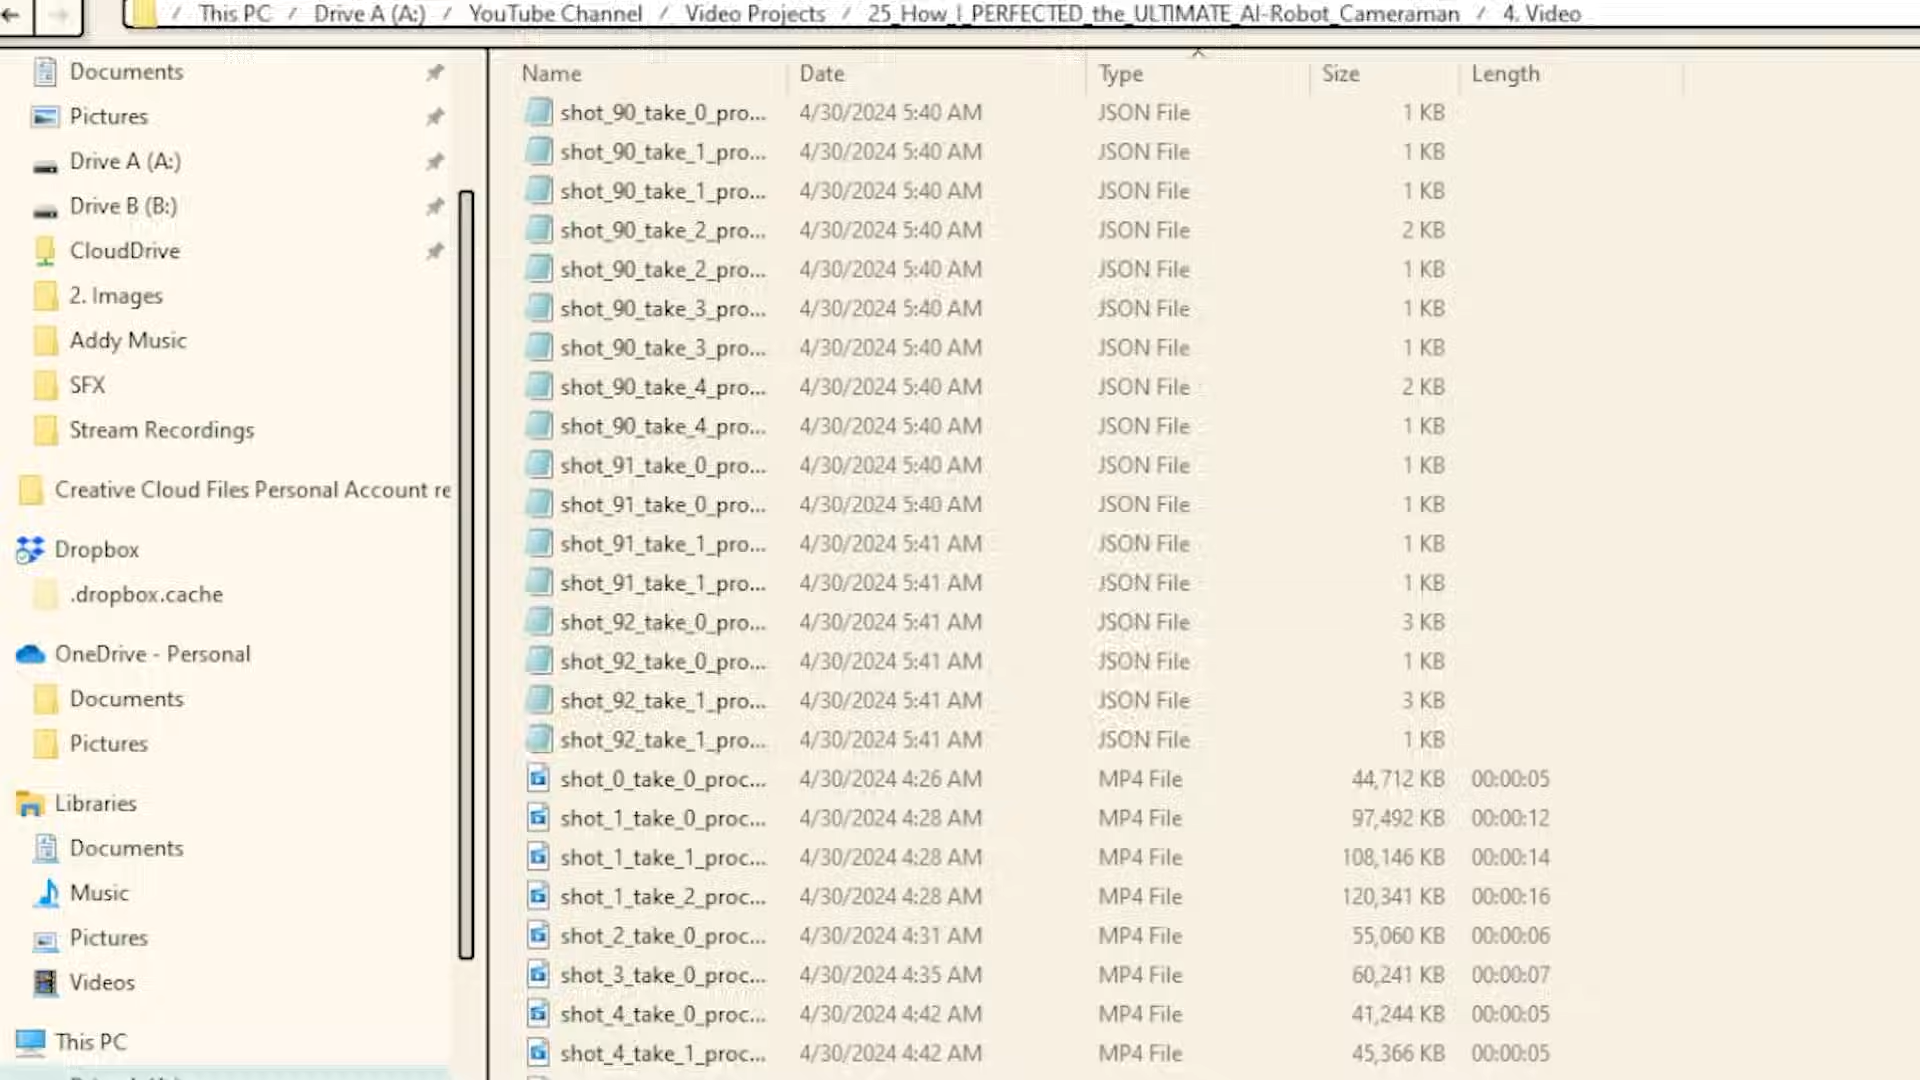 / This PC / Drive A (A:) / YouTube Channel / Video Projects / 25_How_I_PERFECTED_the_ULTIMATE_AI-Robot_Cameraman / 4. Video
Documents
Pictures
Drive A (A:)
Drive B (B:)
CloudDrive
2. Images
Addy Music
SFX
Stream Recordings
Creative Cloud Files Personal Account re
Dropbox
.dropbox.cache
OneDrive - Personal
Documents
Pictures
Libraries
Documents
Music
Pictures
Videos
This PC
Name Date Type Size Length
shot_90_take_0_pro... 4/30/2024 5:40 AM JSON File 1 KB
shot_90_take_1_pro... 4/30/2024 5:40 AM JSON File 1 KB
shot_90_take_1_pro... 4/30/2024 5:40 AM JSON File 1 KB
shot_90_take_2_pro... 4/30/2024 5:40 AM JSON File 2 KB
shot_90_take_2_pro... 4/30/2024 5:40 AM JSON File 1 KB
shot_90_take_3_pro... 4/30/2024 5:40 AM JSON File 1 KB
shot_90_take_3_pro... 4/30/2024 5:40 AM JSON File 1 KB
shot_90_take_4_pro... 4/30/2024 5:40 AM JSON File 2 KB
shot_90_take_4_pro... 4/30/2024 5:40 AM JSON File 1 KB
shot_91_take_0_pro... 4/30/2024 5:40 AM JSON File 1 KB
shot_91_take_0_pro... 4/30/2024 5:40 AM JSON File 1 KB
shot_91_take_1_pro... 4/30/2024 5:41 AM JSON File 1 KB
shot_91_take_1_pro... 4/30/2024 5:41 AM JSON File 1 KB
shot_92_take_0_pro... 4/30/2024 5:41 AM JSON File 3 KB
shot_92_take_0_pro... 4/30/2024 5:41 AM JSON File 1 KB
shot_92_take_1_pro... 4/30/2024 5:41 AM JSON File 3 KB
shot_92_take_1_pro... 4/30/2024 5:41 AM JSON File 1 KB
shot_0_take_0_proc... 4/30/2024 4:26 AM MP4 File 44,712 KB 00:00:05
shot_1_take_0_proc... 4/30/2024 4:28 AM MP4 File 97,492 KB 00:00:12
shot_1_take_1_proc... 4/30/2024 4:28 AM MP4 File 108,146 KB 00:00:14
shot_1_take_2_proc... 4/30/2024 4:28 AM MP4 File 120,341 KB 00:00:16
shot_2_take_0_proc... 4/30/2024 4:31 AM MP4 File 55,060 KB 00:00:06
shot_3_take_0_proc... 4/30/2024 4:35 AM MP4 File 60,241 KB 00:00:07
shot_4_take_0_proc... 4/30/2024 4:42 AM MP4 File 41,244 KB 00:00:05
shot_4_take_1_proc... 4/30/2024 4:42 AM MP4 File 45,366 KB 00:00:05